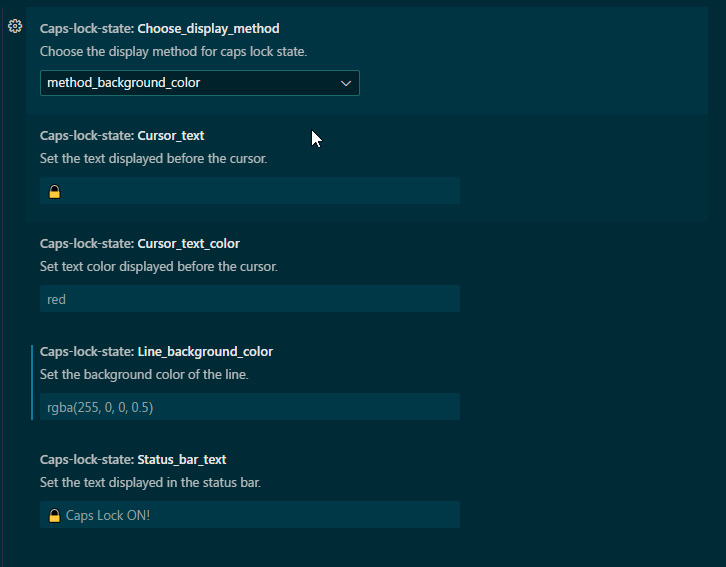 Caps-lock-state: Choose_display_method
Choose the display method for caps lock state.
method_background_color
Caps-lock-state: Cursor_text
Set the text displayed before the cursor.
🔒
Caps-lock-state: Cursor_text_color
Set text color displayed before the cursor.
red
Caps-lock-state: Line_background_color
Set the background color of the line.
rgba(255, 0, 0, 0.5)
Caps-lock-state: Status_bar_text
Set the text displayed in the status bar.
🔒 Caps Lock ON!